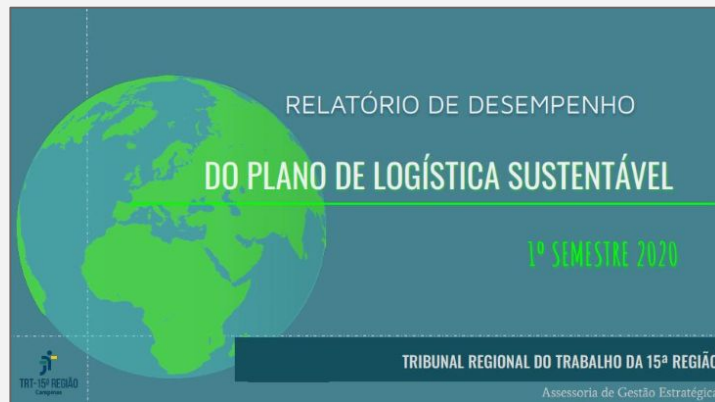 RELATÓRIO DE DESEMPENHO
DO PLANO DE LOGÍSTICA SUSTENTÁVEL
1º SEMESTRE 2020
TRIBUNAL REGIONAL DO TRABALHO DA 15ª REGIÃO
Assessoria de Gestão Estratégica
TRT-15ª REGIÃO
Campinas